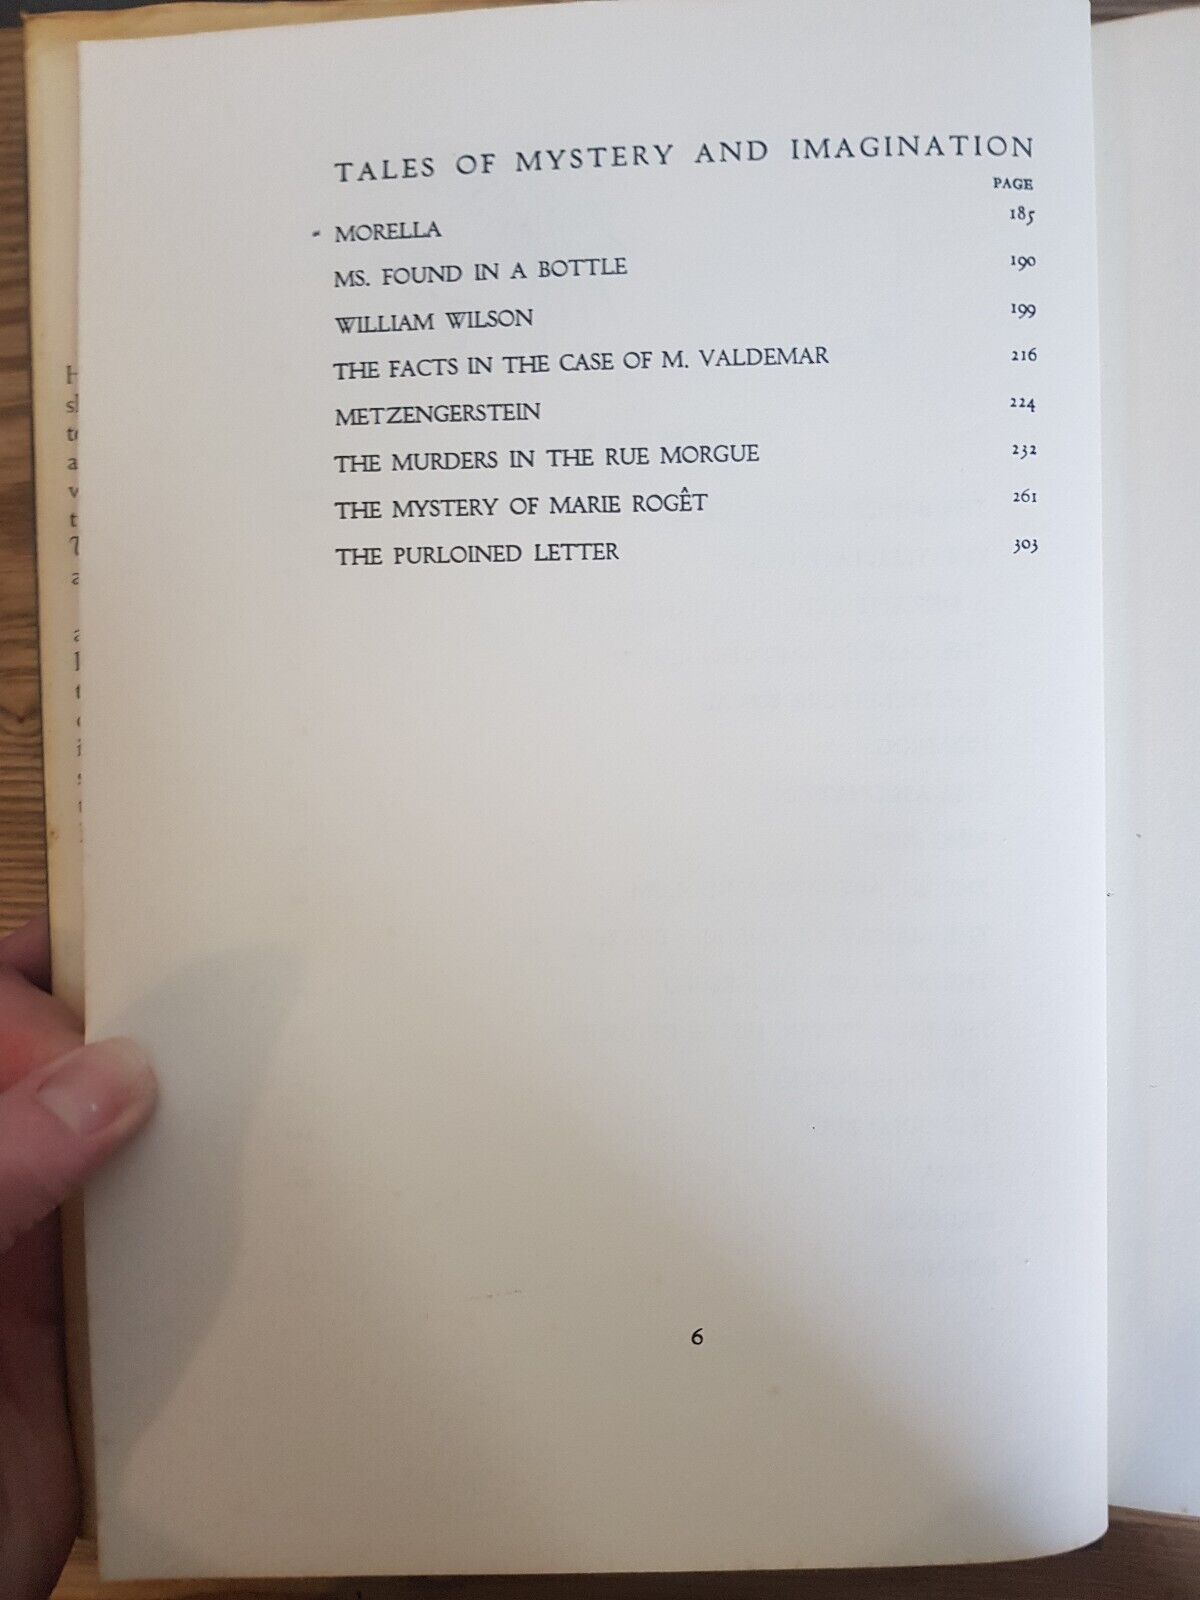 TALES OF MYSTERY AND IMAGINATION
PAGE
MORELLA 185
MS. FOUND IN A BOTTLE 190
WILLIAM WILSON 199
THE FACTS IN THE CASE OF M. VALDEMAR 216
METZENGERSTEIN 224
THE MURDERS IN THE RUE MORGUE 232
THE MYSTERY OF MARIE ROGÊT 261
THE PURLOINED LETTER 303
6